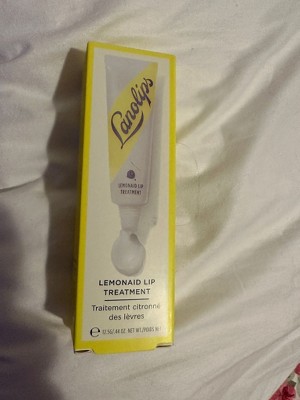 Lanolips
LEMONAID LIP
TREATMENT
LEMONAID LIP
TREATMENT
Traitement citronné
des lèvres